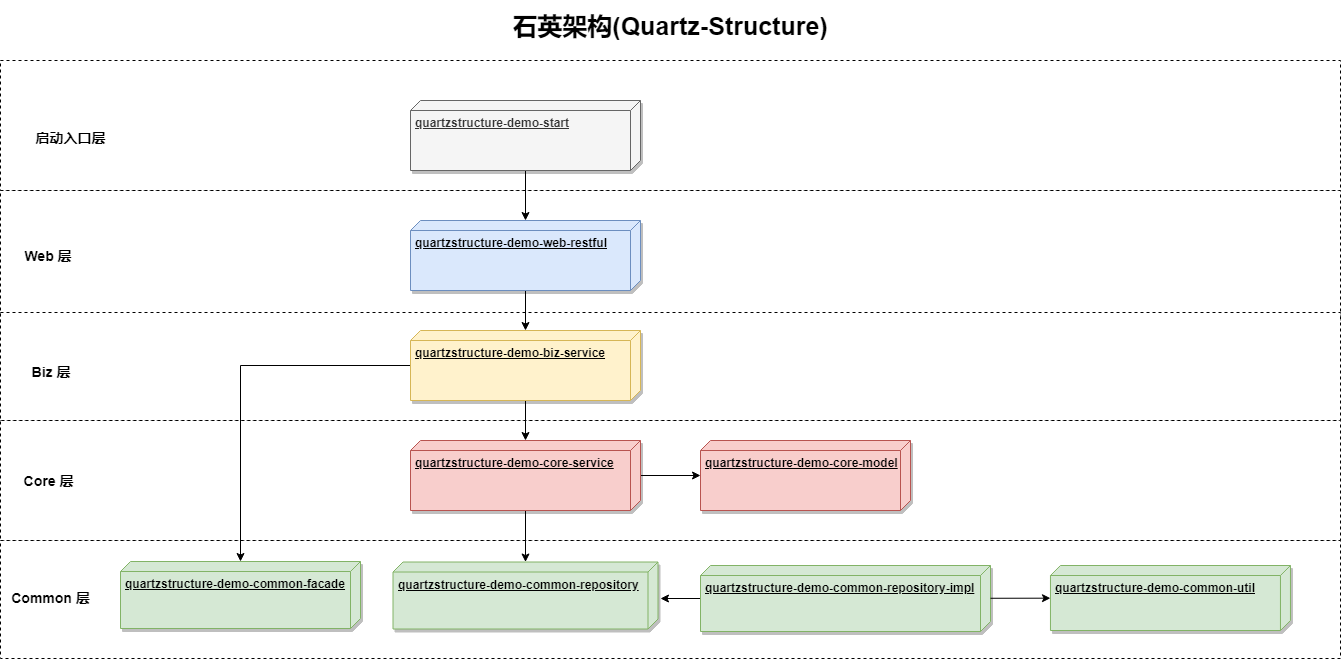 石英架构(Quartz-Structure)
启动入口层
quartzstructure-demo-start
Web 层
quartzstructure-demo-web-restful
Biz 层
quartzstructure-demo-biz-service
Core 层
quartzstructure-demo-core-service
quartzstructure-demo-core-model
Common 层
quartzstructure-demo-common-facade
quartzstructure-demo-common-repository
quartzstructure-demo-common-repository-impl
quartzstructure-demo-common-util